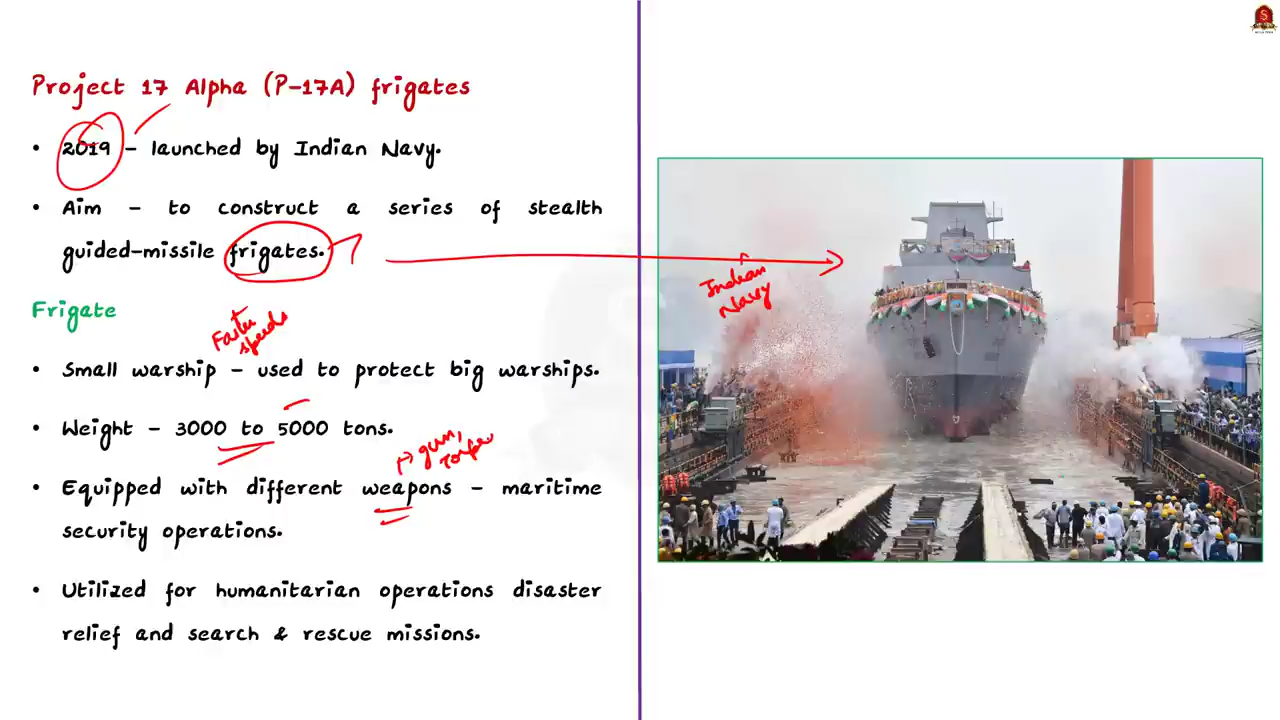 Project 17 Alpha (P-17A) frigates
• 2019 - launched by Indian Navy.
• Aim - to construct a series of stealth
guided-missile frigates.
Indian
Navy
Frigate
Faster
speeds
• Small warship - used to protect big warships.
• Weight - 3000 to 5000 tons.
gun,
• Equipped with different weapons - maritime
security operations.
• Utilized for humanitarian operations disaster
relief and search & rescue missions.